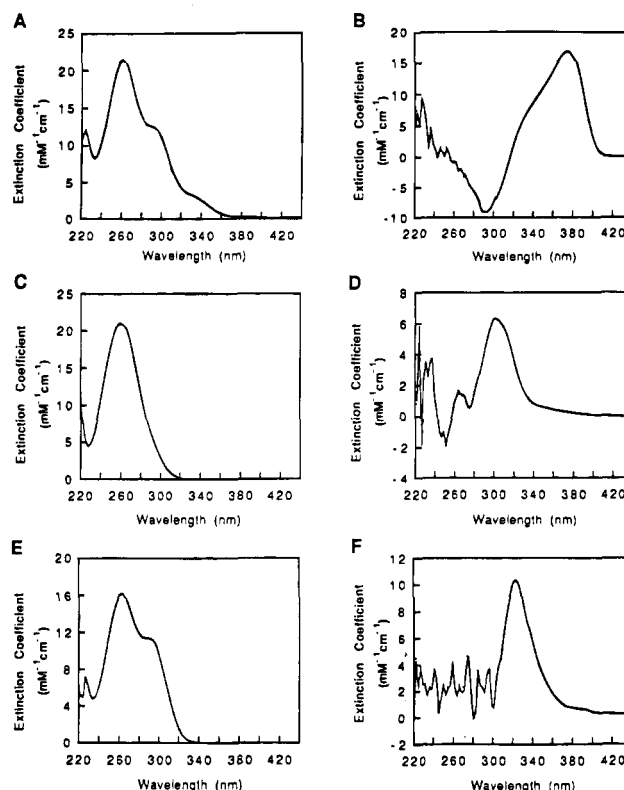 A
Extinction Coefficient
(mM⁻¹cm⁻¹)
25
20
15
10
5
0
220 260 300 340 380 420
Wavelength (nm)
B
Extinction Coefficient
(mM⁻¹cm⁻¹)
20
10
0
-10
220 260 300 340 380 420
Wavelength (nm)
C
Extinction Coefficient
(mM⁻¹cm⁻¹)
25
20
15
10
5
0
220 260 300 340 380 420
Wavelength (nm)
D
Extinction Coefficient
(mM⁻¹cm⁻¹)
8
6
4
2
0
-2
-4
220 260 300 340 380 420
Wavelength (nm)
E
Extinction Coefficient
(mM⁻¹cm⁻¹)
20
16
12
8
4
0
220 260 300 340 380 420
Wavelength (nm)
F
Extinction Coefficient
(mM⁻¹cm⁻¹)
12
10
8
6
4
2
0
-2
220 260 300 340 380 420
Wavelength (nm)